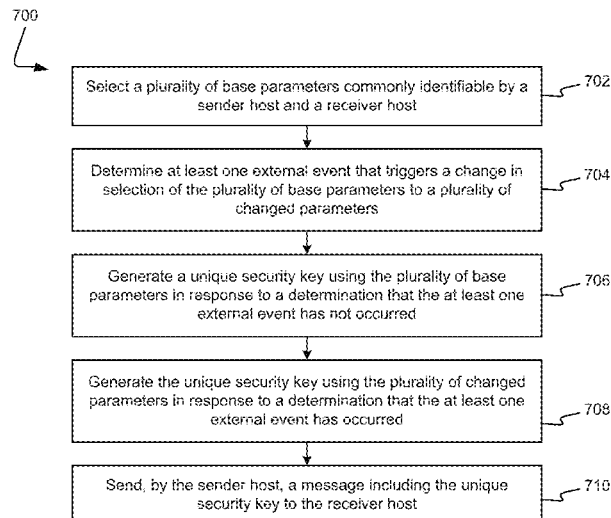 700
Select a plurality of base parameters commonly identifiable by a
sender host and a receiver host
702
Determine at least one external event that triggers a change in
selection of the plurality of base parameters to a plurality of
changed parameters
704
Generate a unique security key using the plurality of base
parameters in response to a determination that the at least one
external event has not occurred
706
Generate the unique security key using the plurality of changed
parameters in response to a determination that the at least one
external event has occurred
708
Send, by the sender host, a message including the unique
security key to the receiver host
710